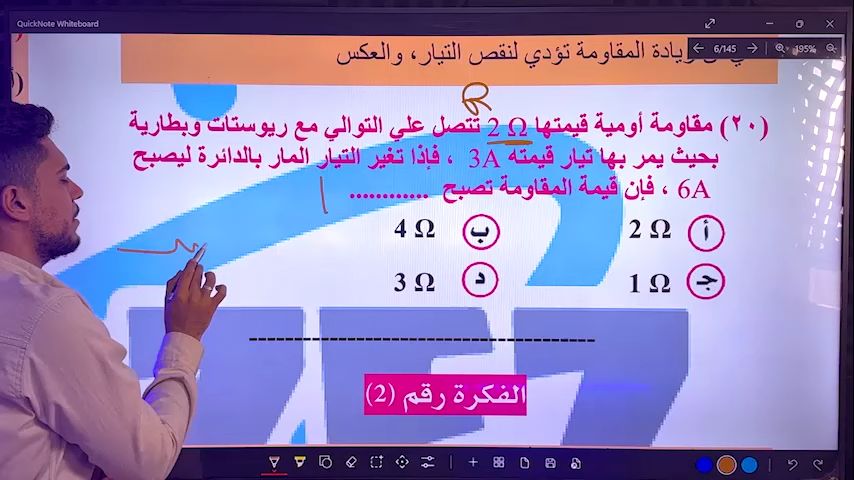 QuickNote Whiteboard
زيادة المقاومة تؤدي لنقص التيار، والعكس
6/145
195%
R
(٢٠) مقاومة أومية قيمتها 2 Ω تتصل علي التوالي مع ريوستات وبطارية
بحيث يمر بها تيار قيمته 3A ، فإذا تغير التيار المار بالدائرة ليصبح
6A ، فإن قيمة المقاومة تصبح ............
أ 2 Ω
ب 4 Ω
جـ 1 Ω
د 3 Ω
الفكرة رقم (2)